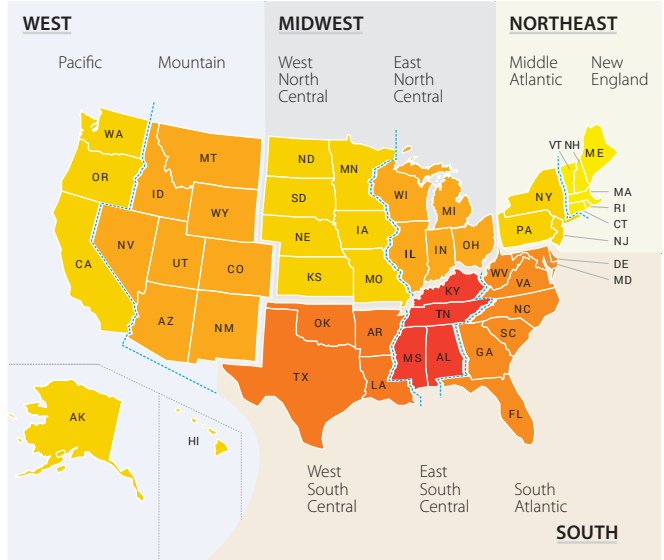 WEST
MIDWEST
NORTHEAST
Pacific
Mountain
West
North
Central
East
North
Central
Middle
Atlantic
New
England
WA
OR
CA
AK
HI
MT
ID
WY
NV
UT
CO
AZ
NM
ND
SD
NE
KS
MN
IA
MO
WI
MI
IL
IN
OH
NY
PA
VT
NH
ME
MA
RI
CT
NJ
DE
MD
WV
VA
NC
SC
GA
FL
KY
TN
MS
AL
OK
AR
TX
LA
West
South
Central
East
South
Central
South
Atlantic
SOUTH